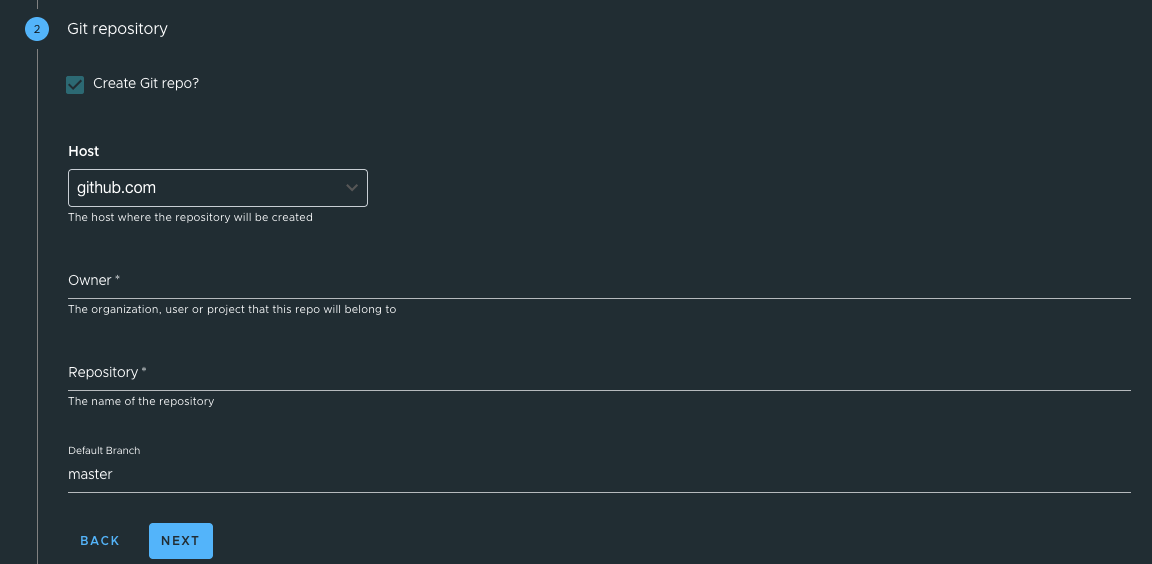 2 Git repository
Create Git repo?
Host
github.com
The host where the repository will be created
Owner *
The organization, user or project that this repo will belong to
Repository *
The name of the repository
Default Branch
master
BACK NEXT